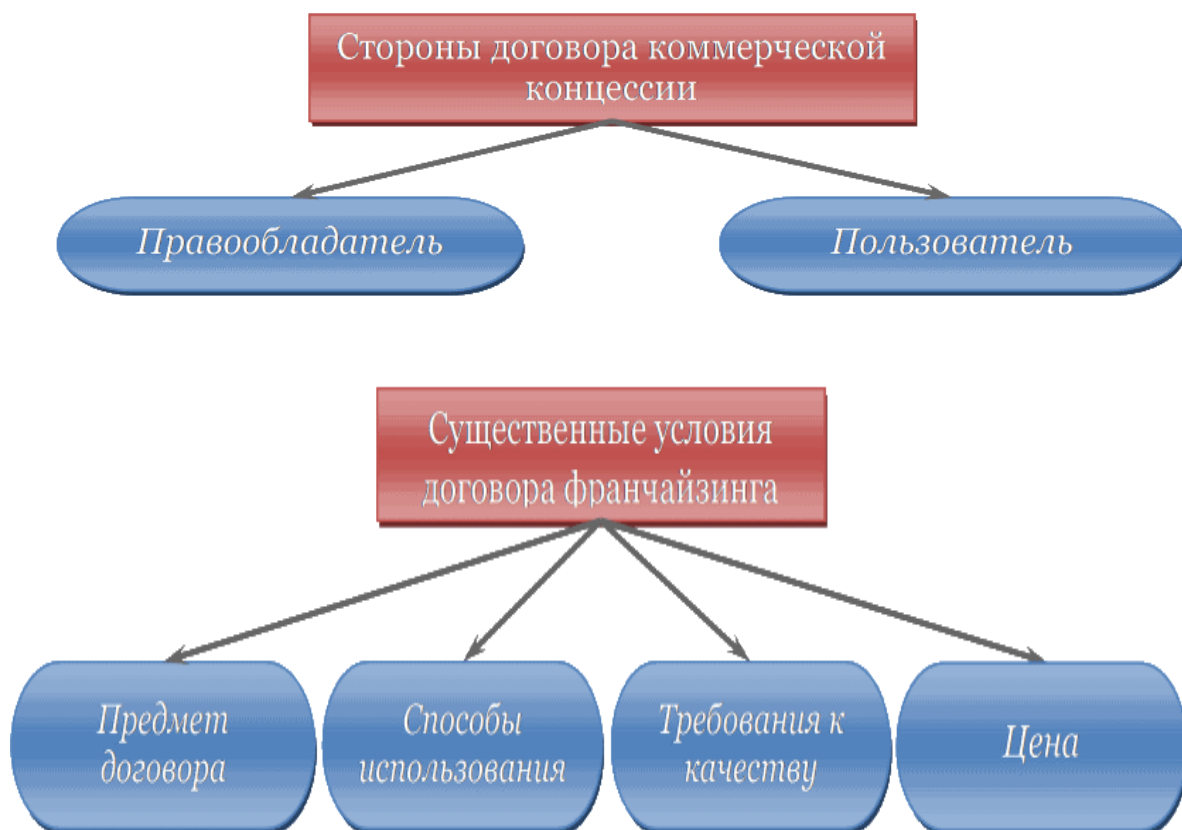 Стороны договора коммерческой
концессии
Правообладатель
Пользователь
Существенные условия
договора франчайзинга
Предмет
договора
Способы
использования
Требования к
качеству
Цена